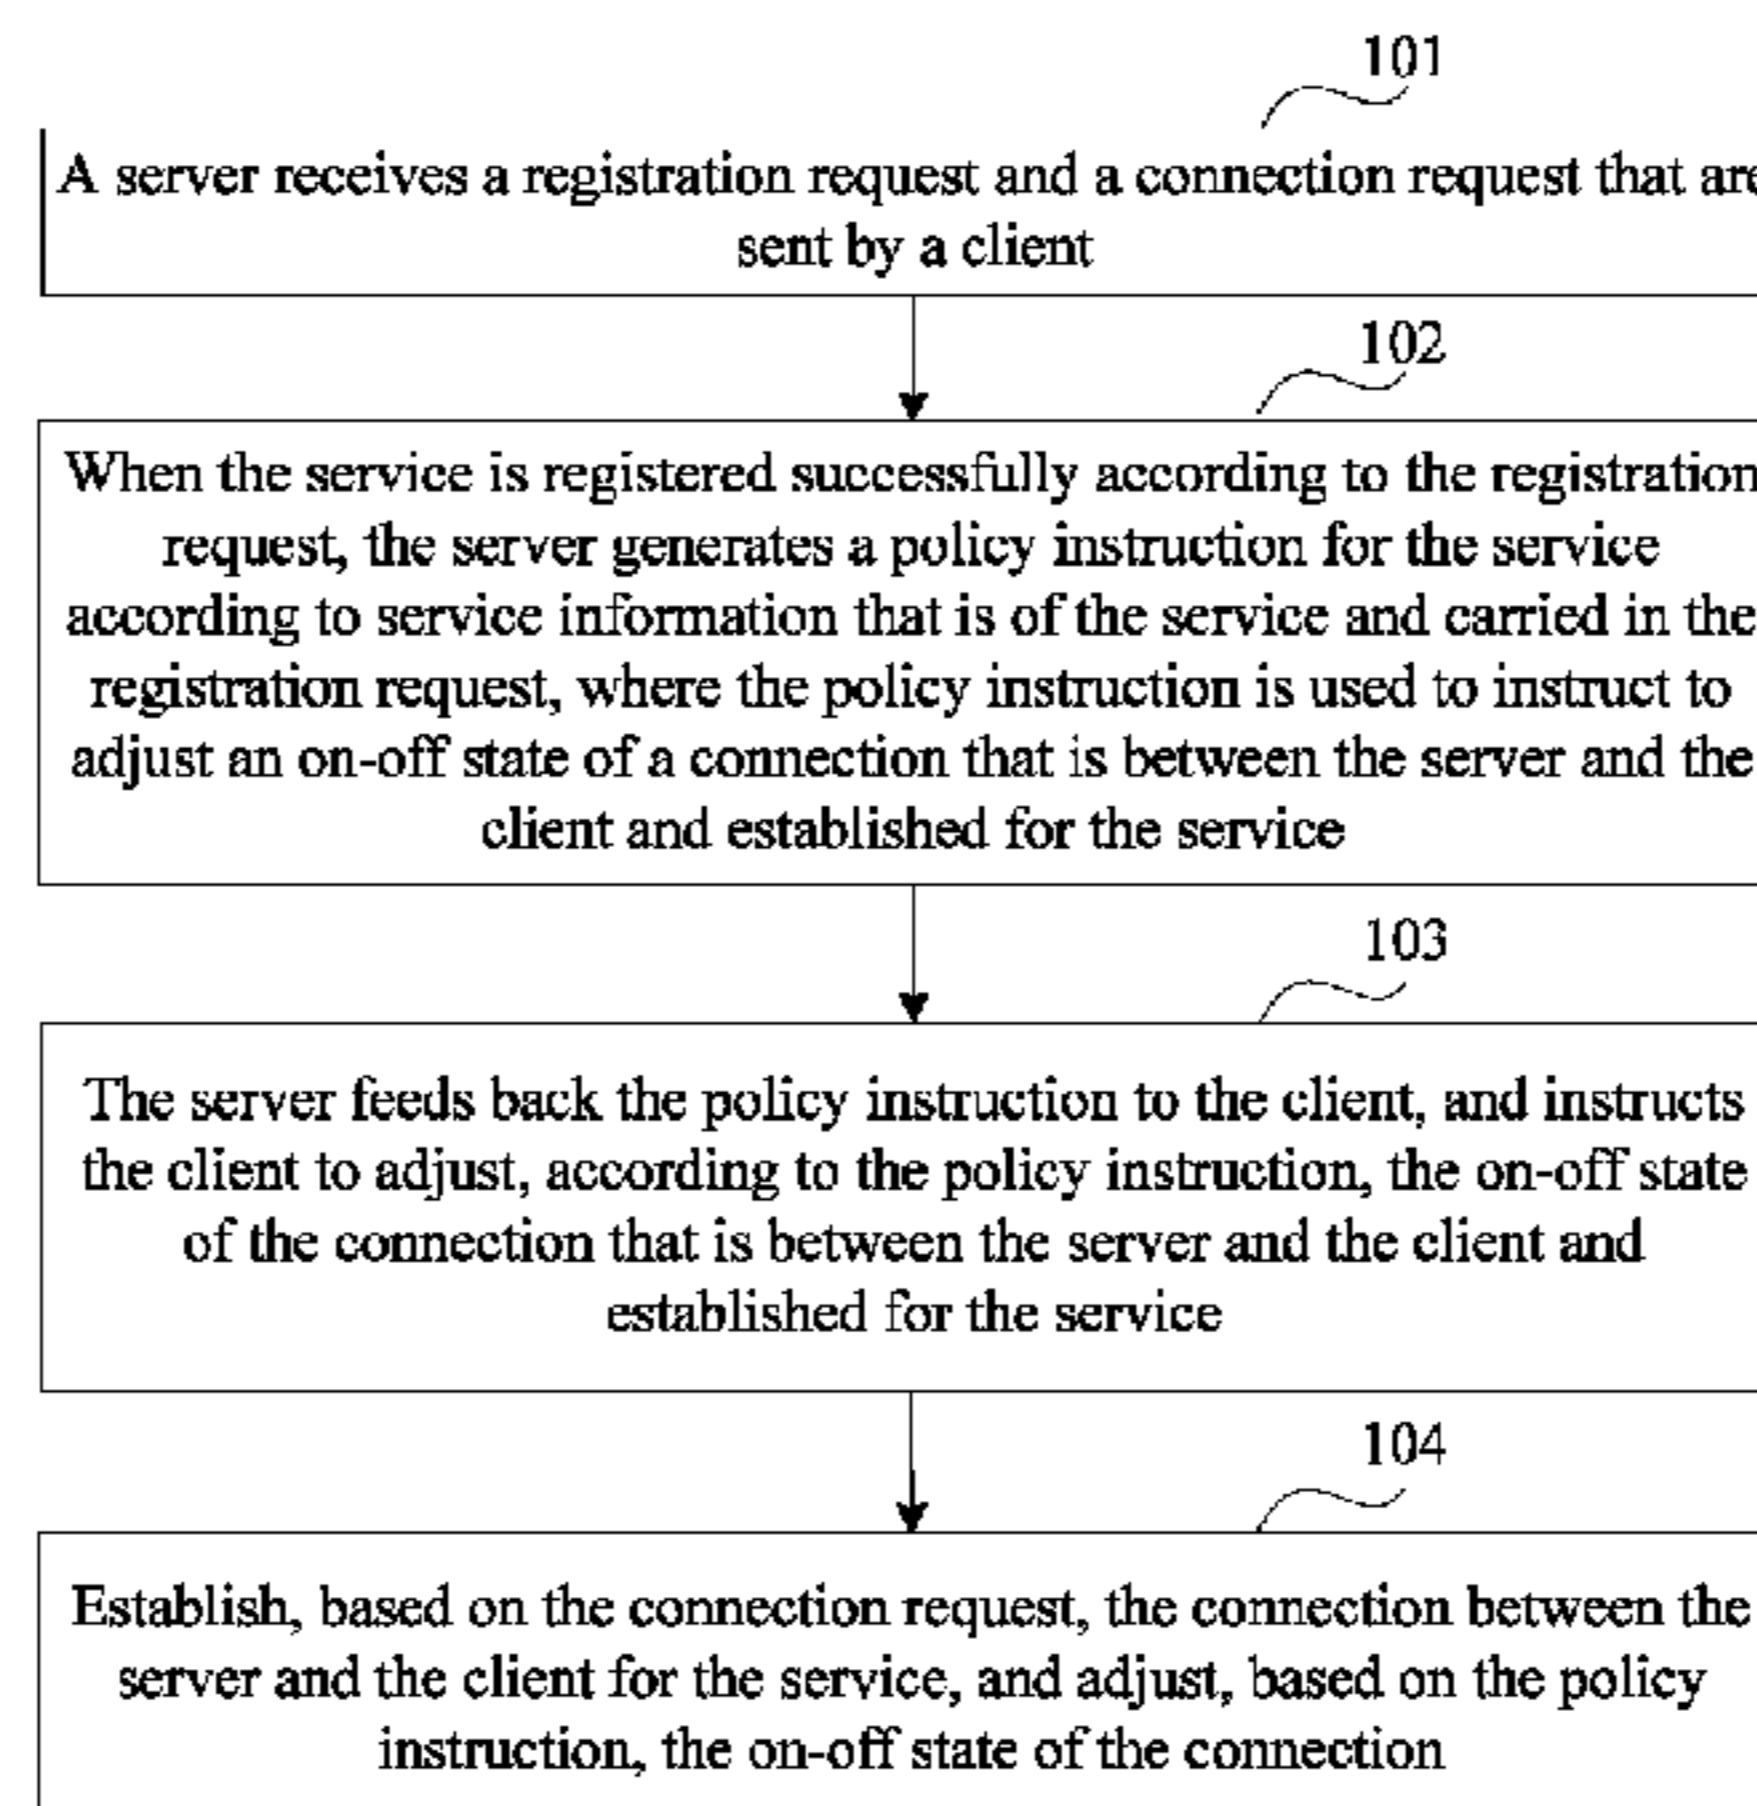 101
A server receives a registration request and a connection request that are
sent by a client
102
When the service is registered successfully according to the registration
request, the server generates a policy instruction for the service
according to service information that is of the service and carried in the
registration request, where the policy instruction is used to instruct to
adjust an on-off state of a connection that is between the server and the
client and established for the service
103
The server feeds back the policy instruction to the client, and instructs
the client to adjust, according to the policy instruction, the on-off state
of the connection that is between the server and the client and
established for the service
104
Establish, based on the connection request, the connection between the
server and the client for the service, and adjust, based on the policy
instruction, the on-off state of the connection